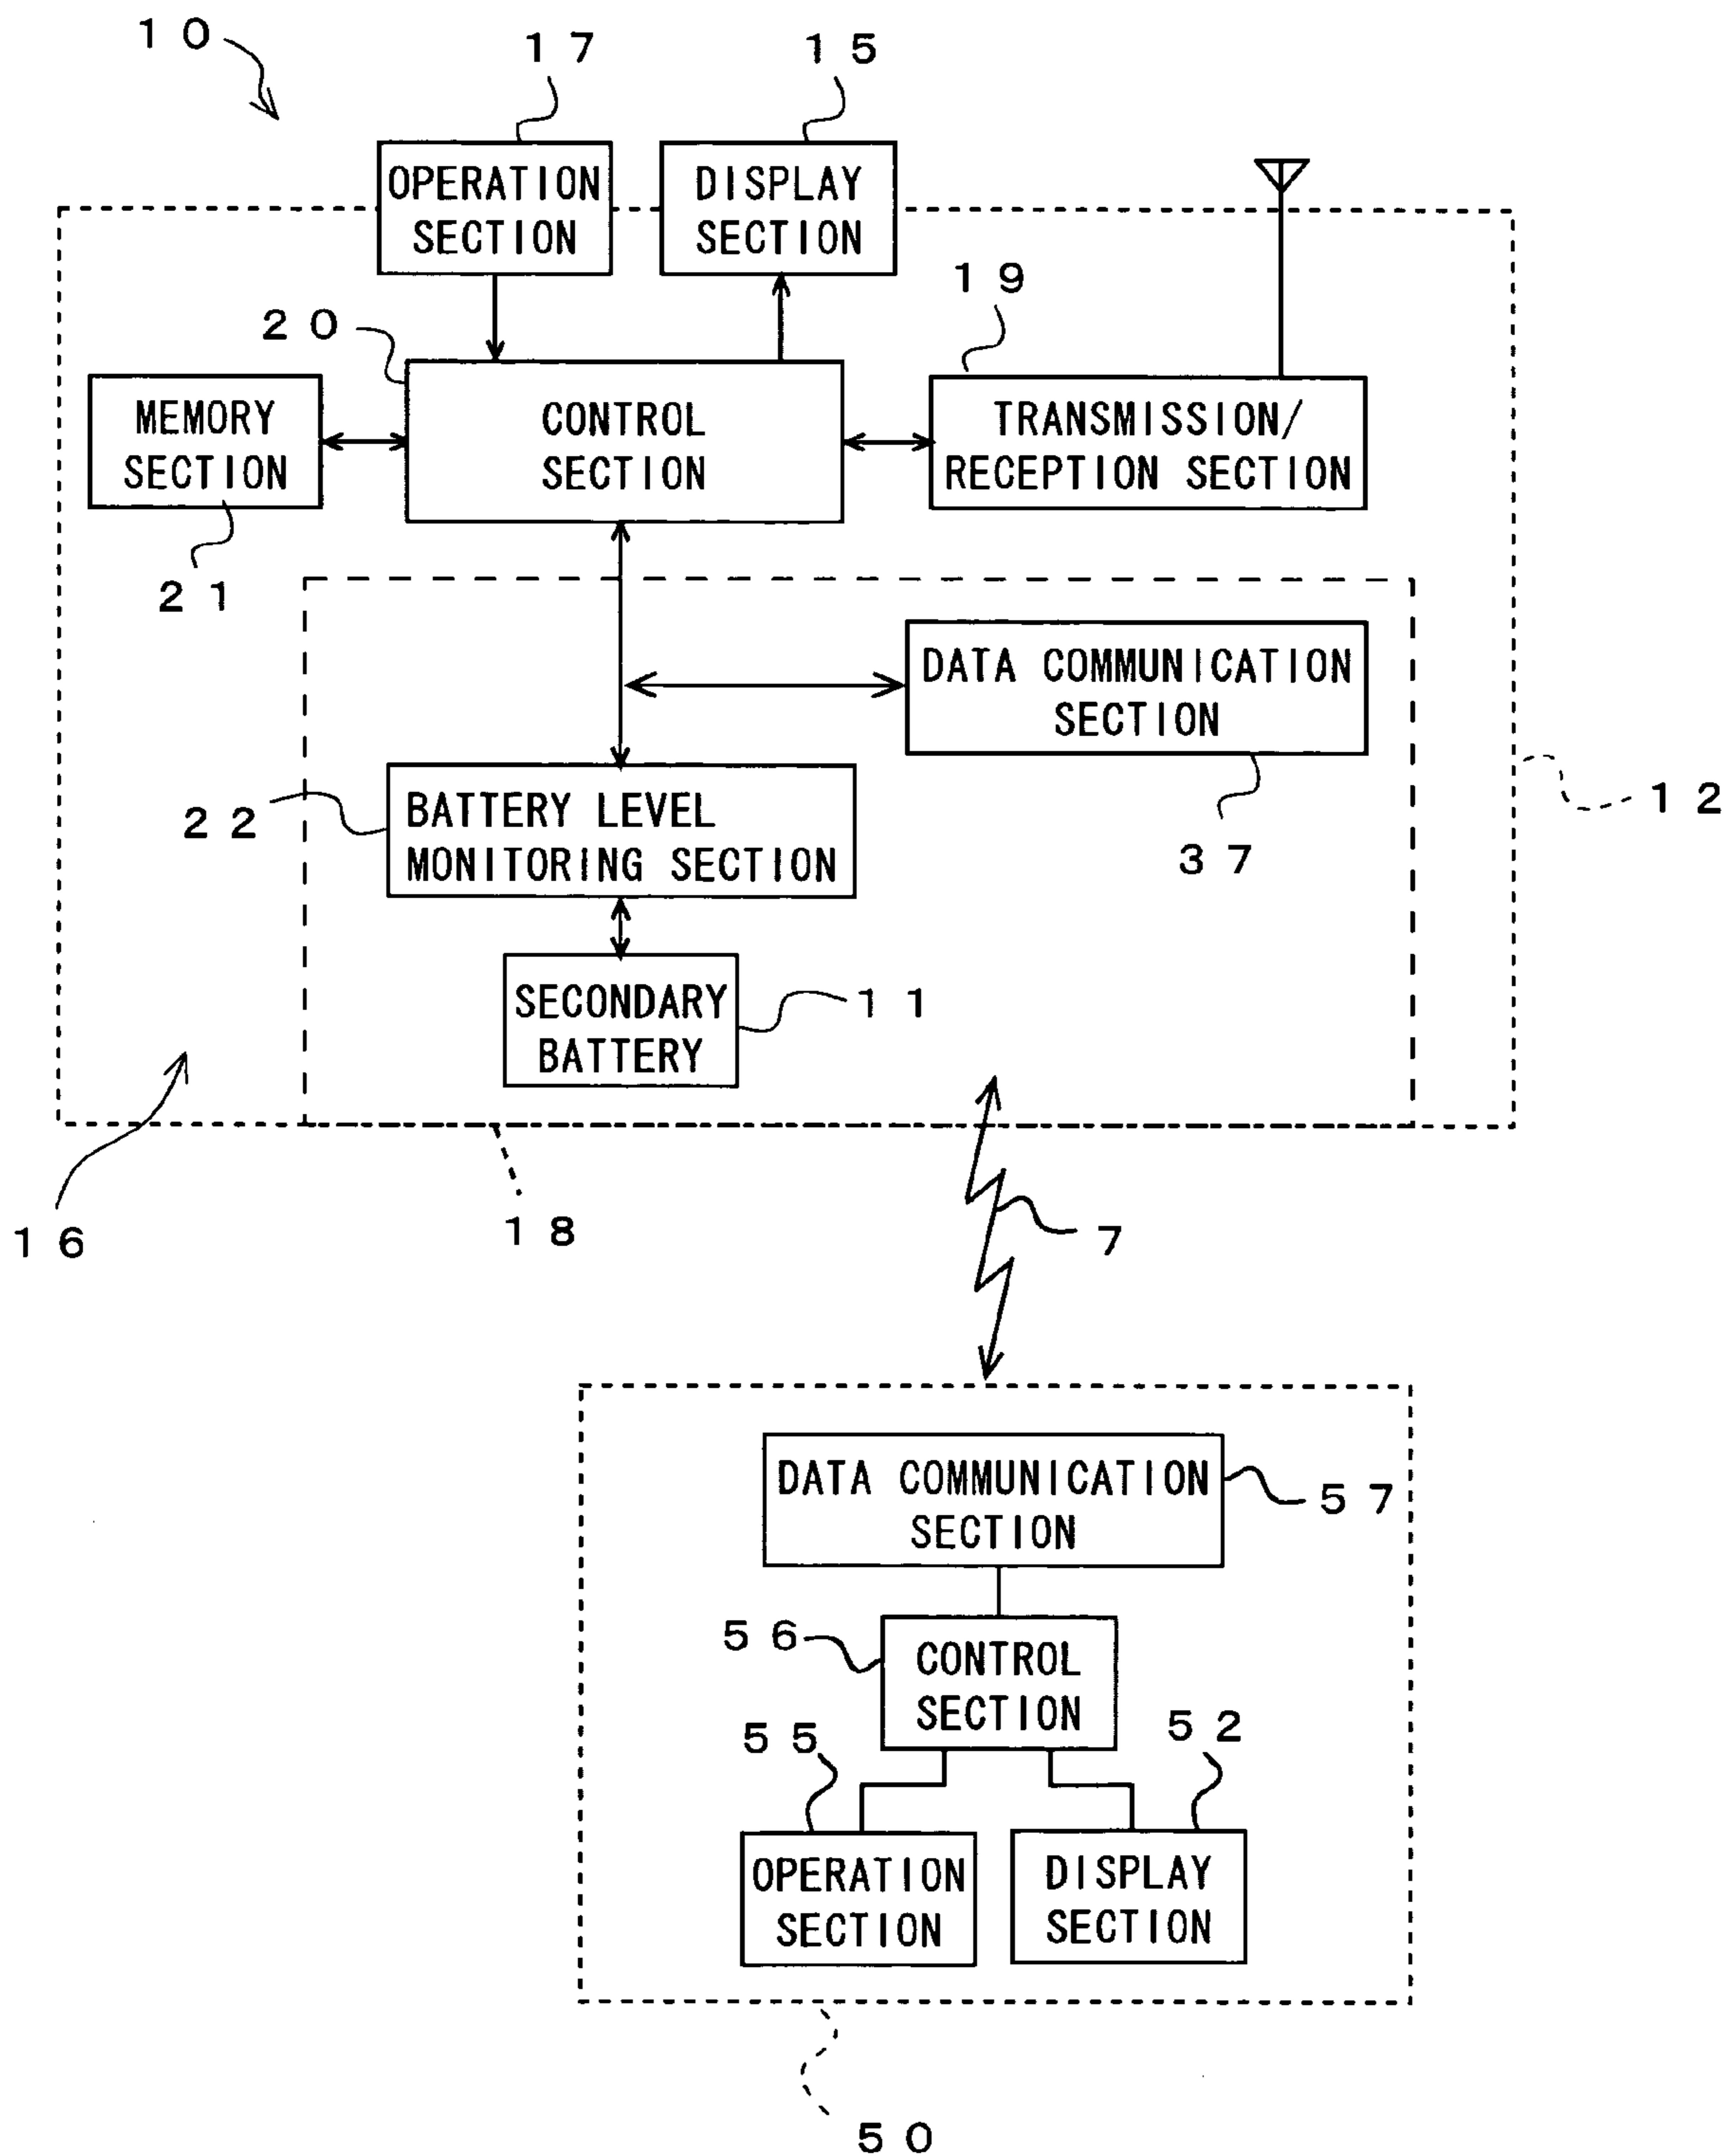 10
17
15
OPERATION
SECTION
DISPLAY
SECTION
19
20
MEMORY
SECTION
CONTROL
SECTION
TRANSMISSION/
RECEPTION SECTION
21
DATA COMMUNICATION
SECTION
12
22
BATTERY LEVEL
MONITORING SECTION
37
SECONDARY
BATTERY
11
16
18
7
DATA COMMUNICATION
SECTION
57
56
CONTROL
SECTION
55
52
OPERATION
SECTION
DISPLAY
SECTION
50